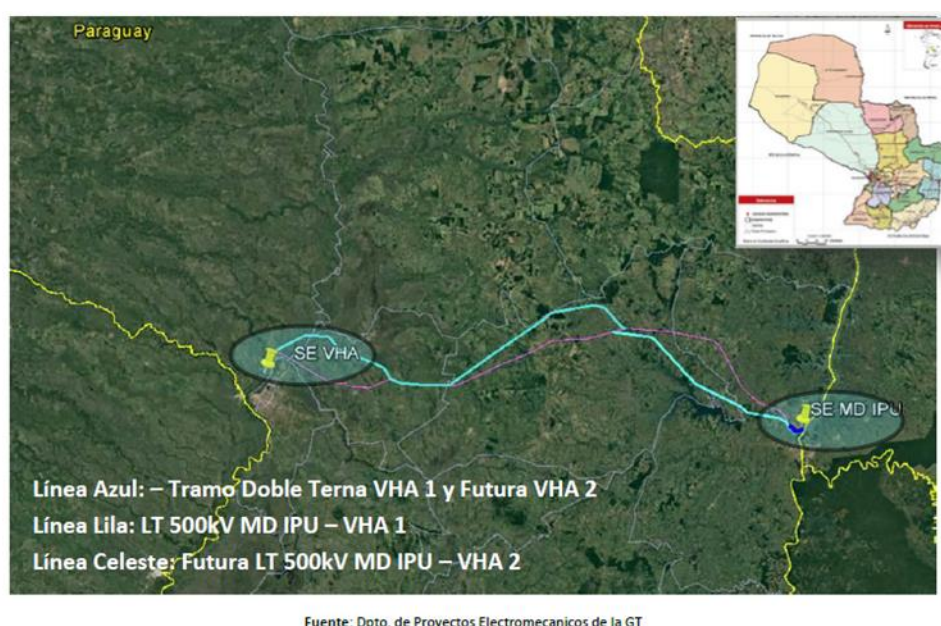 Paraguay
SE VHA
SE MD IPU
Línea Azul: – Tramo Doble Terna VHA 1 y Futura VHA 2
Línea Lila: LT 500kV MD IPU – VHA 1
Línea Celeste: Futura LT 500kV MD IPU – VHA 2
Fuente: Dpto. de Proyectos Electromecanicos de la GT